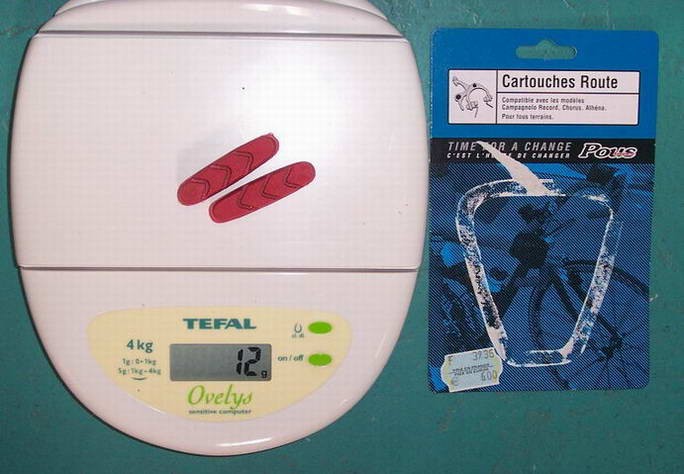 TEFAL
4 kg
1g : 0-1kg
5g : 1kg-4kg
12 g
on / off
Ovelys
sensitive computer
Cartouches Route
Compatible avec les modèles
Campagnolo Record, Chorus, Athéna.
Pour tous terrains.
TIME FOR A CHANGE
C'EST L'HEURE DE CHANGER
Pous
F 39.36
€ 6.00